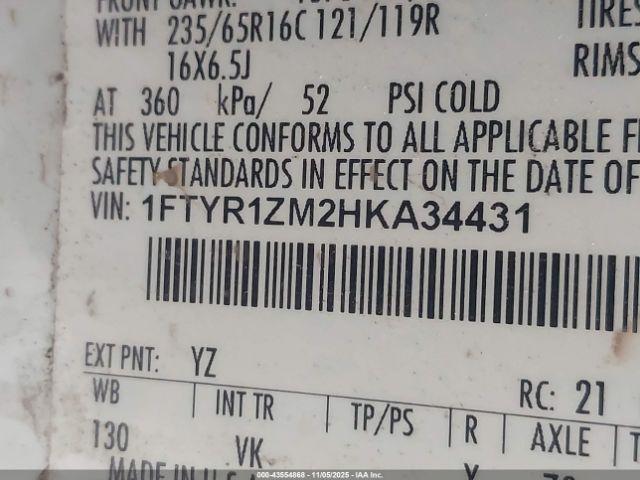 WITH 235/65R16C 121/119R
TIRES
16X6.5J
RIMS
AT 360 kPa/ 52 PSI COLD
THIS VEHICLE CONFORMS TO ALL APPLICABLE
SAFETY STANDARDS IN EFFECT ON THE DATE OF
VIN: 1FTYR1ZM2HKA34431
EXT PNT: YZ
RC: 21
WB INT TR TP/PS R AXLE
130 VK
MADE IN U.S.A
000-43554868 - 11/05/2025 - IAA Inc.